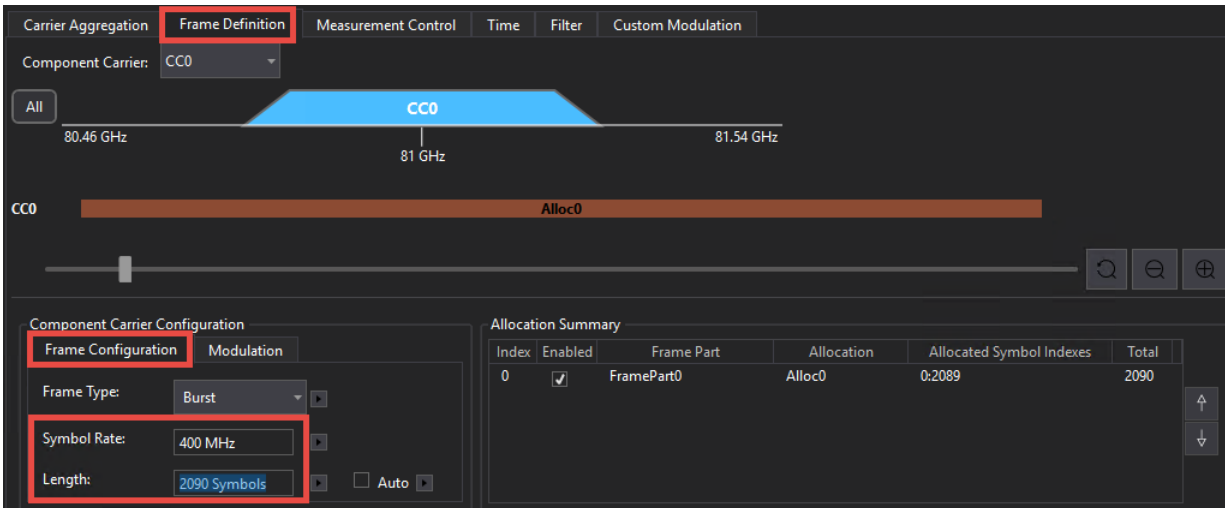 Carrier Aggregation Frame Definition Measurement Control Time Filter Custom Modulation
Component Carrier: CC0
All
CC0
80.46 GHz 81.54 GHz
81 GHz
CC0 Alloc0
Component Carrier Configuration
Frame Configuration Modulation
Frame Type: Burst
Symbol Rate: 400 MHz
Length: 2090 Symbols Auto
Allocation Summary
Index Enabled Frame Part Allocation Allocated Symbol Indexes Total
0 FramePart0 Alloc0 0:2089 2090